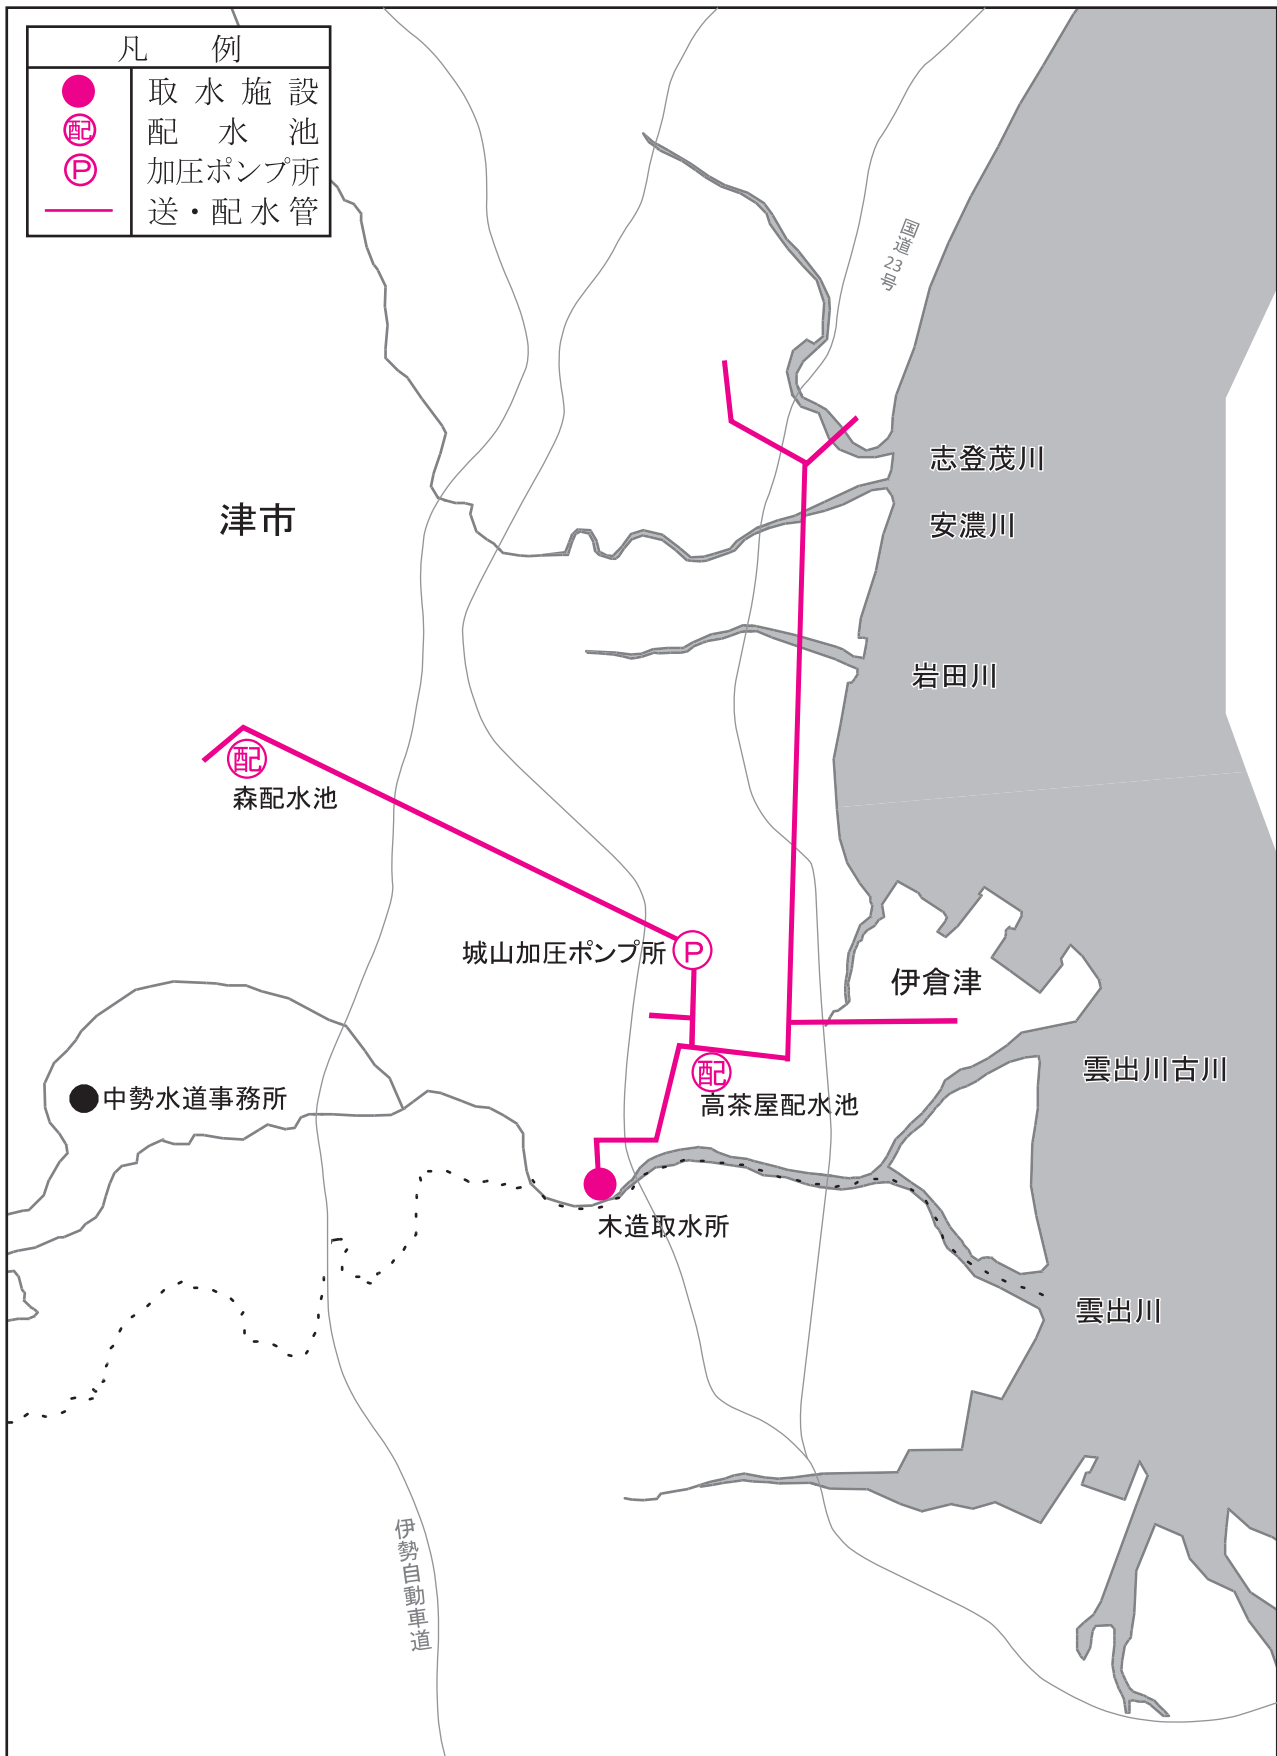 凡例
取水施設
配 配水池
P 加圧ポンプ所
送・配水管
国道23号
志登茂川
津市
安濃川
岩田川
配
森配水池
城山加圧ポンプ所
P
伊倉津
配
雲出川古川
中勢水道事務所
高茶屋配水池
木造取水所
雲出川
伊勢自動車道